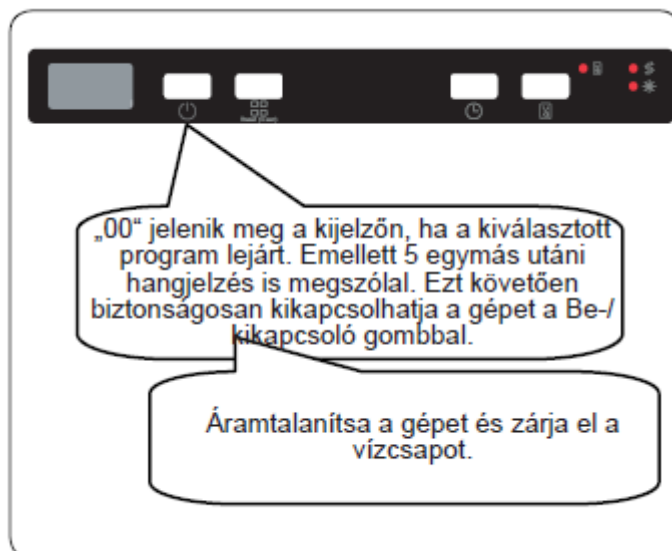 „00“ jelenik meg a kijelzőn, ha a kiválasztott
program lejárt. Emellett 5 egymás utáni
hangjelzés is megszólal. Ezt követően
biztonságosan kikapcsolhatja a gépet a Be-/
kikapcsoló gombbal.
Áramtalanítsa a gépet és zárja el a
vízcsapot.